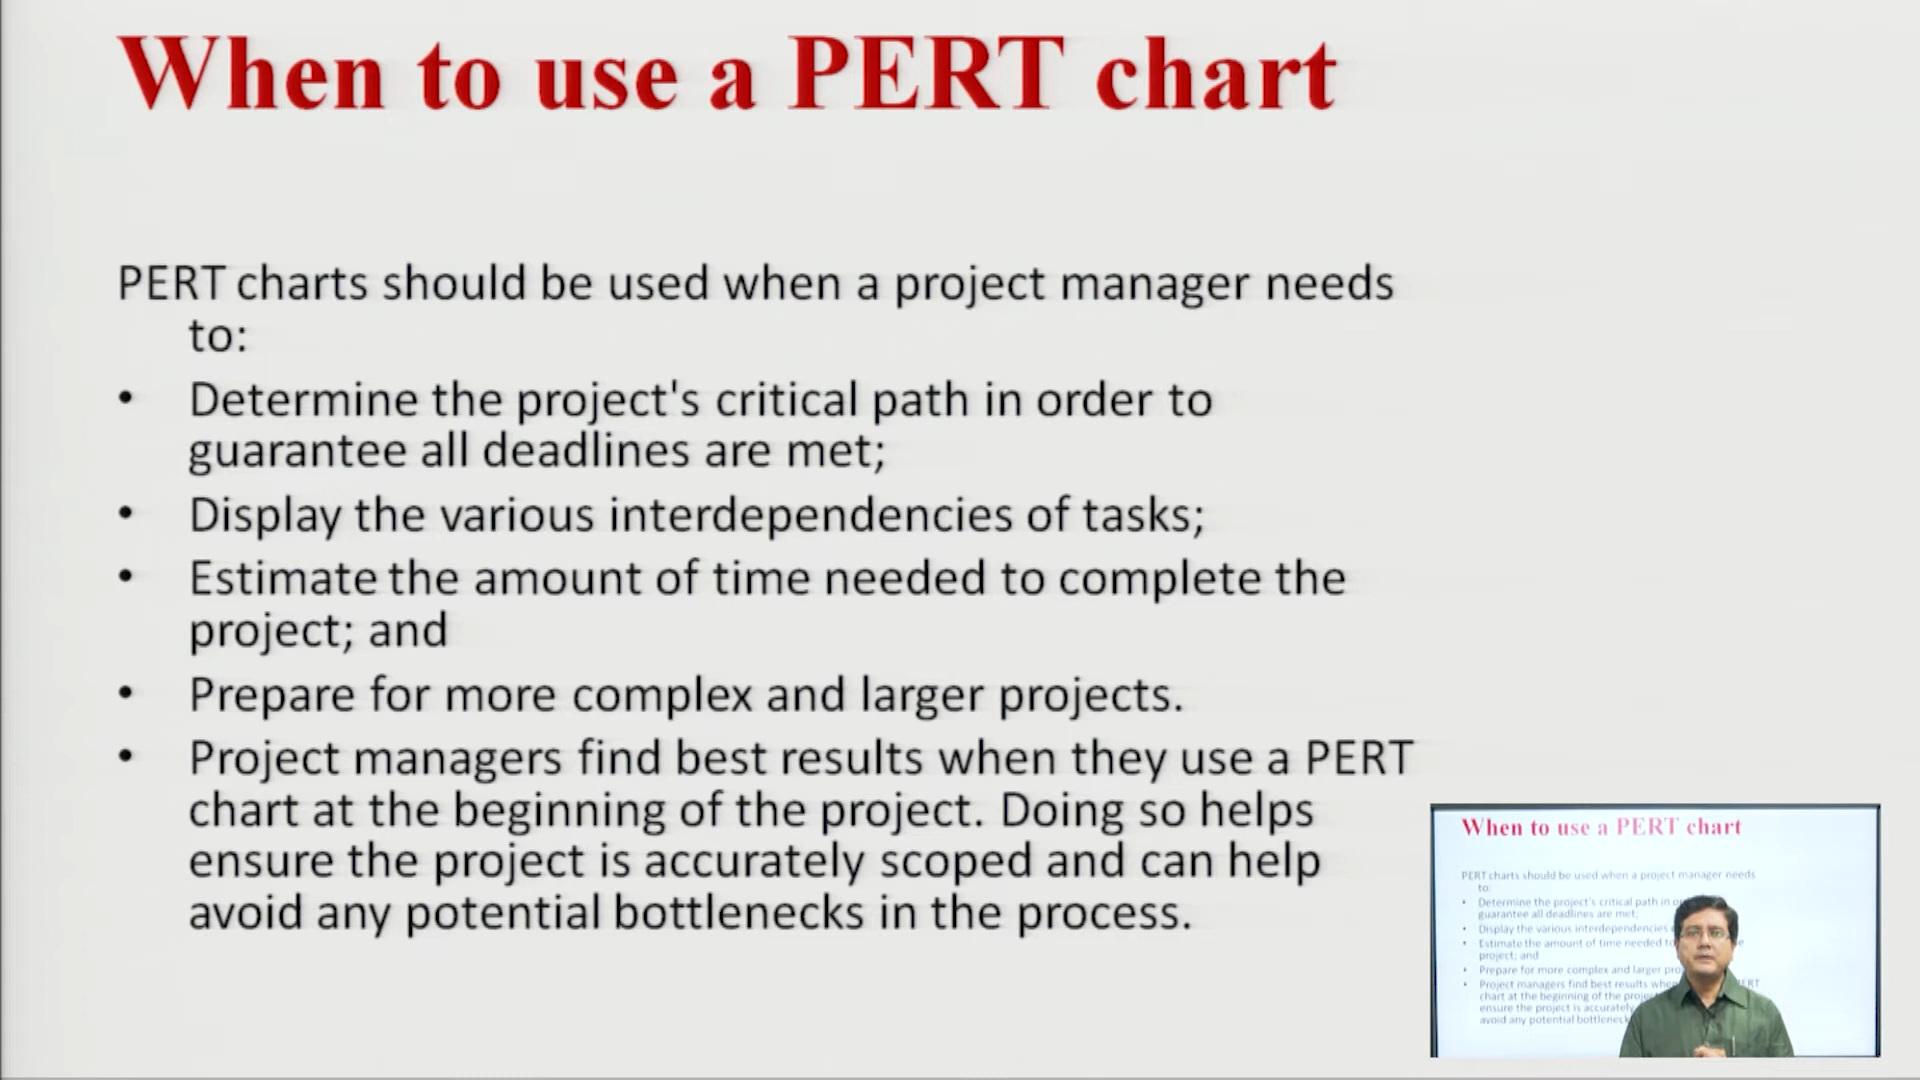 When to use a PERT chart
PERT charts should be used when a project manager needs
to:
• Determine the project's critical path in order to
guarantee all deadlines are met;
• Display the various interdependencies of tasks;
• Estimate the amount of time needed to complete the
project; and
• Prepare for more complex and larger projects.
• Project managers find best results when they use a PERT
chart at the beginning of the project. Doing so helps
ensure the project is accurately scoped and can help
avoid any potential bottlenecks in the process.
When to use a PERT chart
PERT charts should be used when a project manager needs
to:
• Determine the project's critical path in
guarantee all deadlines are met;
• Display the various interdependencies
• Estimate the amount of time needed to
project; and
• Prepare for more complex and larger
• Project managers find best results when
chart at the beginning of the
ensure the project is accurately
avoid any potential